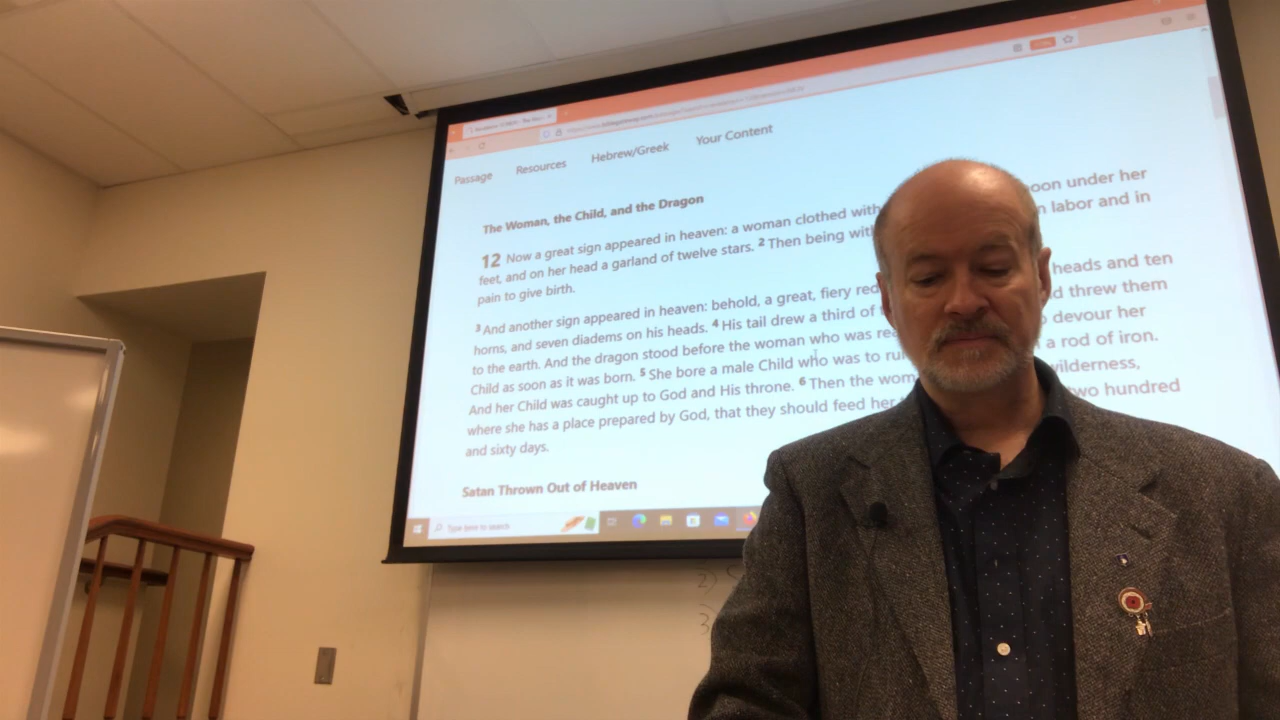 Passage Resources Hebrew/Greek Your Content
The Woman, the Child, and the Dragon
12 Now a great sign appeared in heaven: a woman clothed with moon under her
feet, and on her head a garland of twelve stars. 2 Then being with in labor and in
pain to give birth.
3 And another sign appeared in heaven: behold, a great, fiery red heads and ten
horns, and seven diadems on his heads. 4 His tail drew a third of threw them
to the earth. And the dragon stood before the woman who was devour her
Child as soon as it was born. 5 She bore a male Child who was to a rod of iron.
And her Child was caught up to God and His throne. 6 Then the wilderness,
where she has a place prepared by God, that they should feed her two hundred
and sixty days.
Satan Thrown Out of Heaven
Type here to search
2)
3)